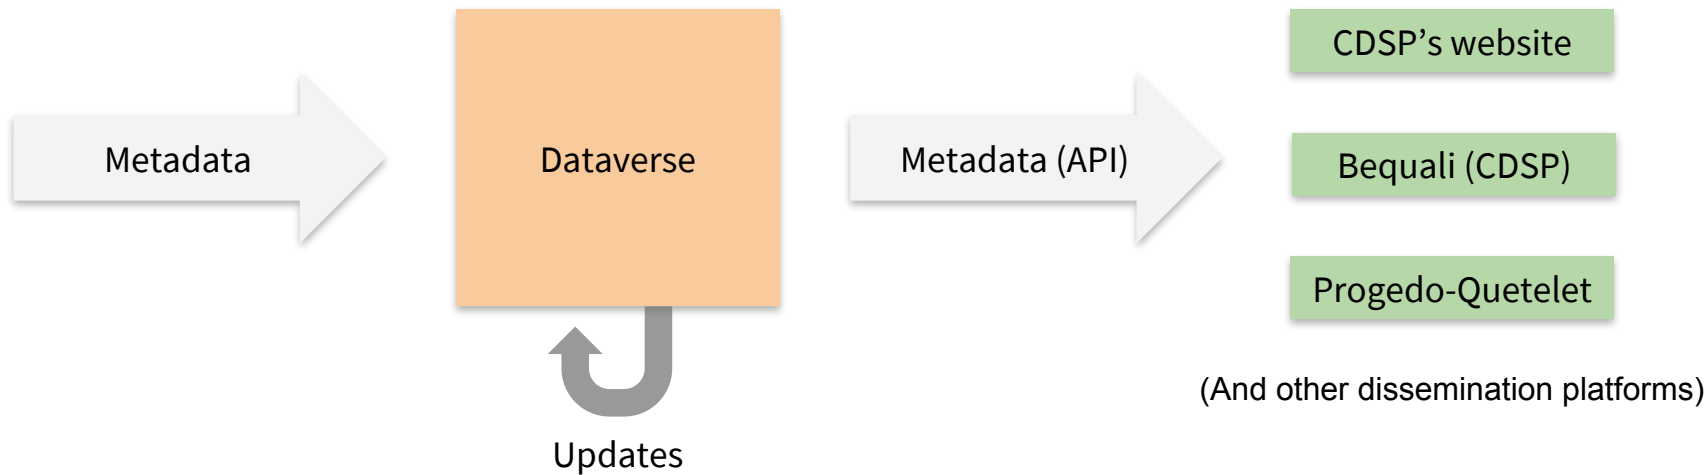 Metadata
Dataverse
Updates
Metadata (API)
CDSP’s website
Bequali (CDSP)
Progedo-Quetelet
(And other dissemination platforms)